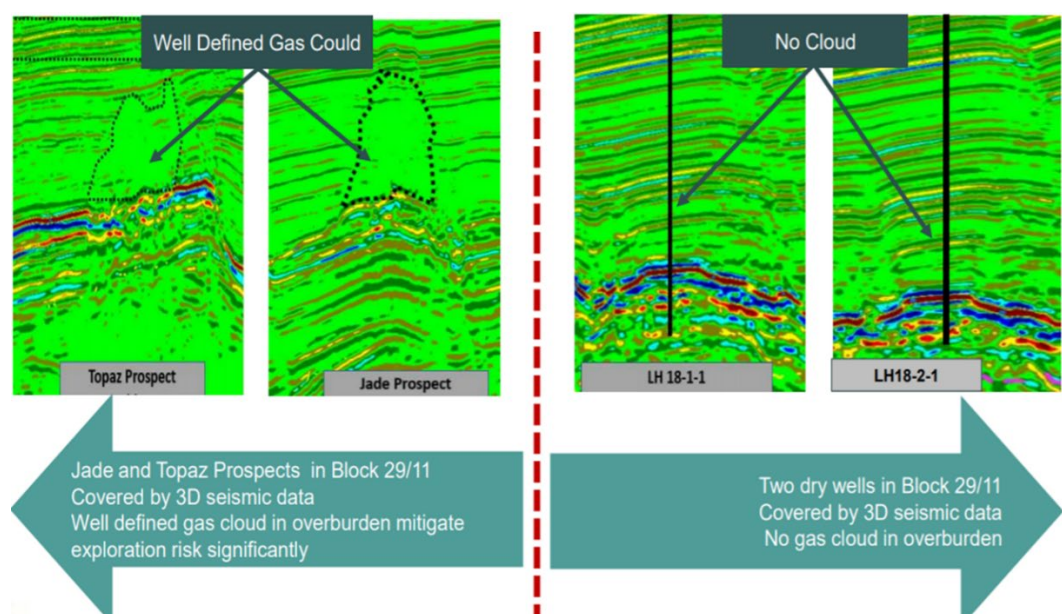 Well Defined Gas Could
No Cloud
Topaz Prospect
Jade Prospect
LH 18-1-1
LH18-2-1
Jade and Topaz Prospects in Block 29/11
Covered by 3D seismic data
Well defined gas cloud in overburden mitigate
exploration risk significantly
Two dry wells in Block 29/11
Covered by 3D seismic data
No gas cloud in overburden